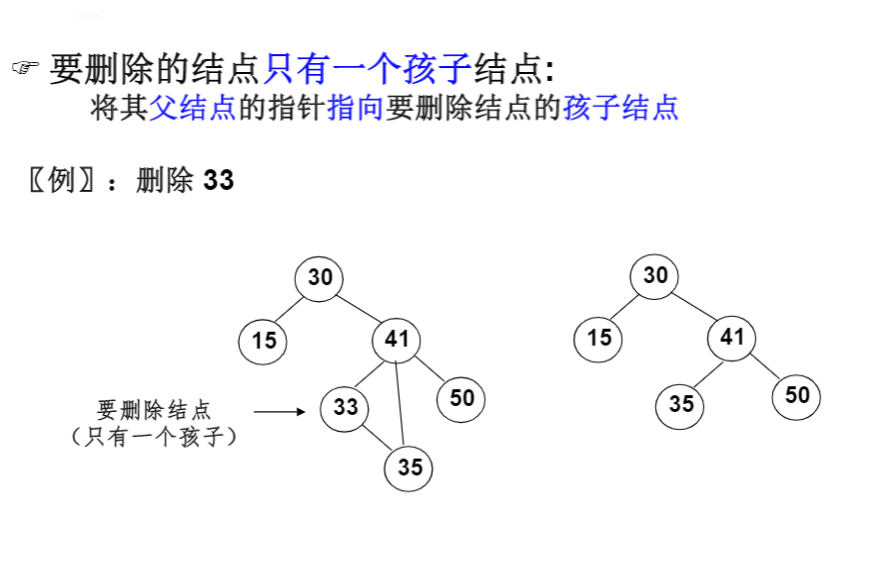 ☞ 要删除的结点只有一个孩子结点:
将其父结点的指针指向要删除结点的孩子结点
〖例〗：删除 33
30 30
15 41 15 41
要删除结点 33 50 35 50
（只有一个孩子）
35